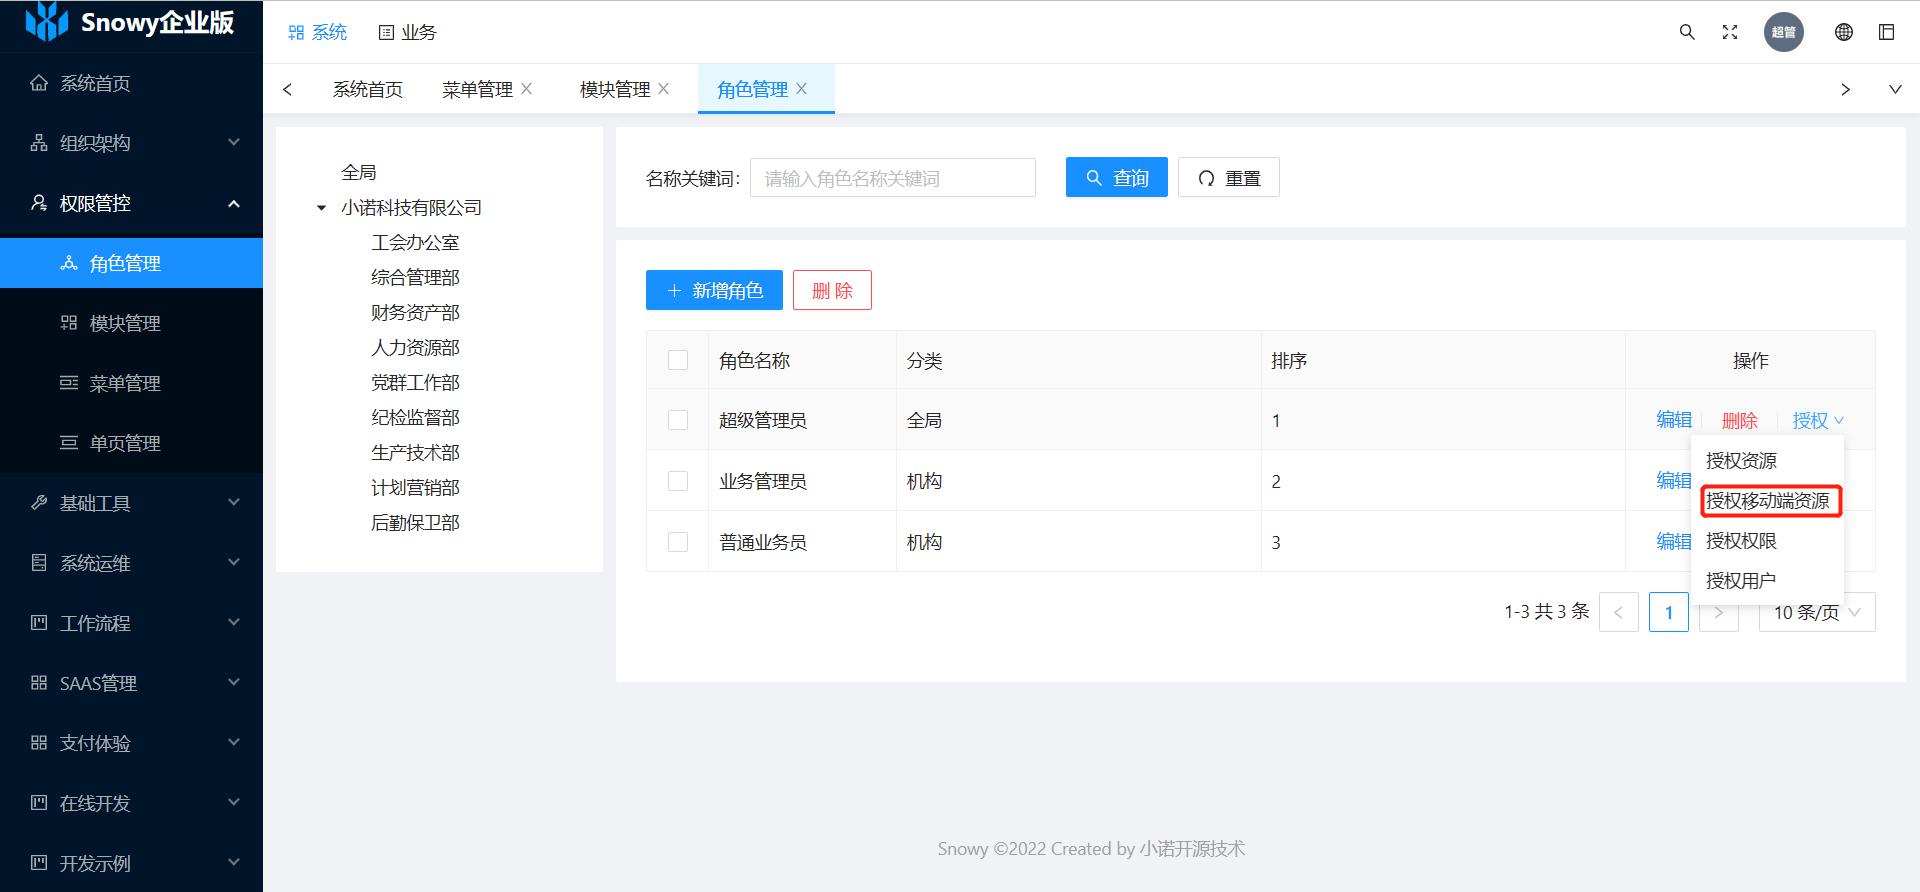 Snowy企业版
系统 业务
超管
系统首页
组织架构
权限管控
角色管理
模块管理
菜单管理
单页管理
基础工具
系统运维
工作流程
SAAS管理
支付体验
在线开发
开发示例
系统首页 菜单管理 模块管理 角色管理
全局
小诺科技有限公司
工会办公室
综合管理部
财务资产部
人力资源部
党群工作部
纪检监督部
生产技术部
计划营销部
后勤保卫部
名称关键词: 请输入角色名称关键词 查询 重置
新增角色 删 除
角色名称 分类 排序 操作
超级管理员 全局 1 编辑 删除 授权
业务管理员 机构 2 编辑
普通业务员 机构 3 编辑
授权资源
授权移动端资源
授权权限
授权用户
1-3 共 3 条 1 10 条/页
Snowy ©2022 Created by 小诺开源技术